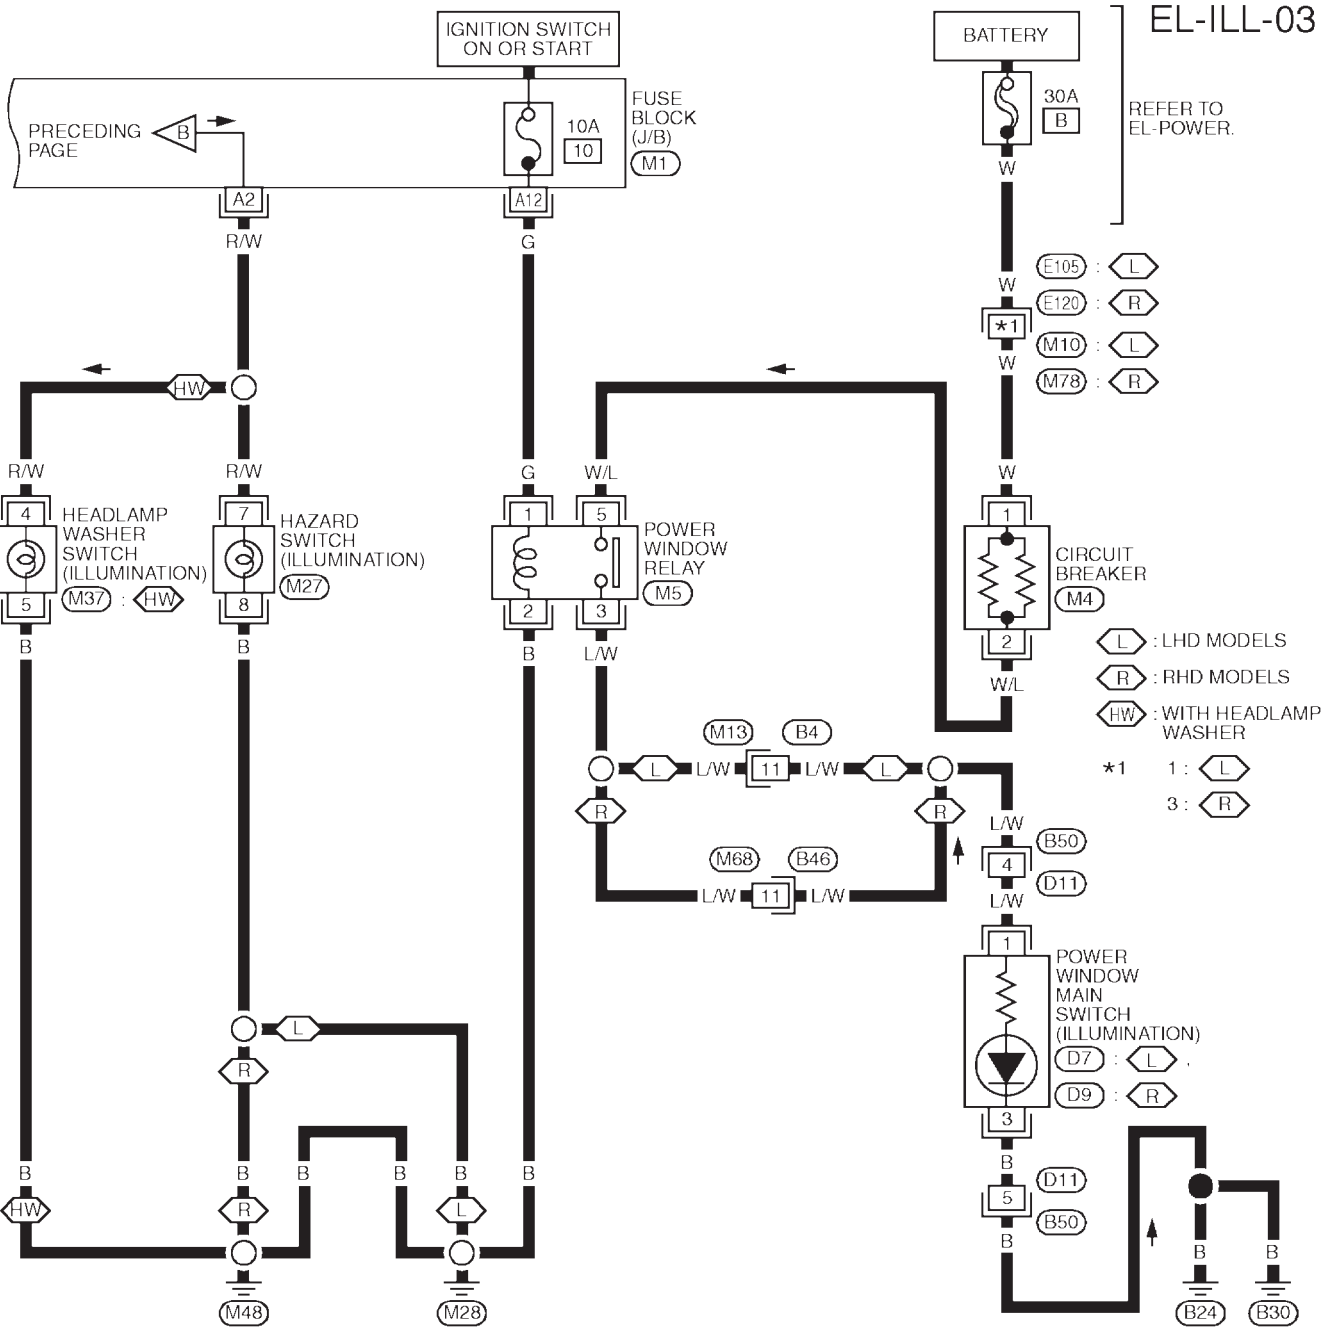 EL-ILL-03
IGNITION SWITCH
ON OR START
BATTERY
PRECEDING
PAGE
B
10A
10
FUSE
BLOCK
(J/B)
M1
30A
B
REFER TO
EL-POWER.
A2
A12
R/W
G
W
W
*1
W
E105 : L
E120 : R
M10 : L
M78 : R
HW
R/W
R/W
G
W/L
W
4
HEADLAMP
WASHER
SWITCH
(ILLUMINATION)
M37 : HW
5
7
HAZARD
SWITCH
(ILLUMINATION)
M27
8
1
5
POWER
WINDOW
RELAY
M5
2
3
1
CIRCUIT
BREAKER
M4
2
B
B
B
L/W
W/L
L : LHD MODELS
R : RHD MODELS
HW : WITH HEADLAMP
WASHER
*1 1 : L
3 : R
M13
B4
L
L/W
11
L/W
L
R
R
M68
B46
L/W
11
L/W
L/W
B50
4
D11
L/W
1
POWER
WINDOW
MAIN
SWITCH
(ILLUMINATION)
D7 : L .
D9 : R
3
L
R
B
D11
5
B50
B
B
B
B
B
B
B
HW
R
L
B
B
M48
M28
B24
B30